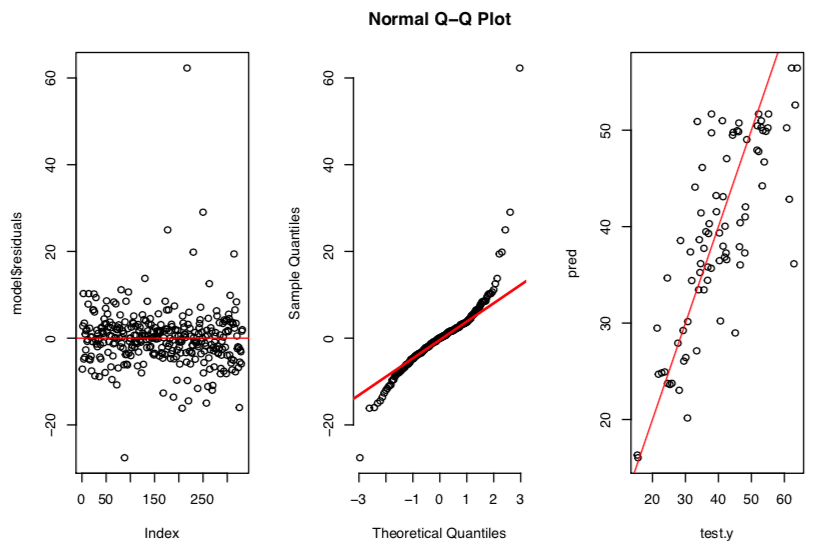 Normal Q−Q Plot
model$residuals
−20 0 20 40 60
0 50 150 250
Index
Sample Quantiles
−20 0 20 40 60
−3 −1 0 1 2 3
Theoretical Quantiles
pred
20 30 40 50
20 30 40 50 60
test.y